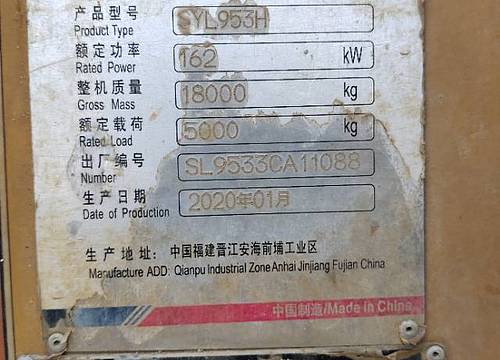 产品型号 SYL953H
Product Type
额定功率 162 kW
Rated Power
整机质量 18000 kg
Gross Mass
额定载荷 5000 kg
Rated Load
出厂编号 SL9533CA11088
Number
生产日期 2020年01月
Date of Production
生产地址: 中国福建晋江安海前埔工业区
Manufacture ADD: Qianpu Industrial Zone Anhai Jinjiang Fujian China
中国制造/Made in China